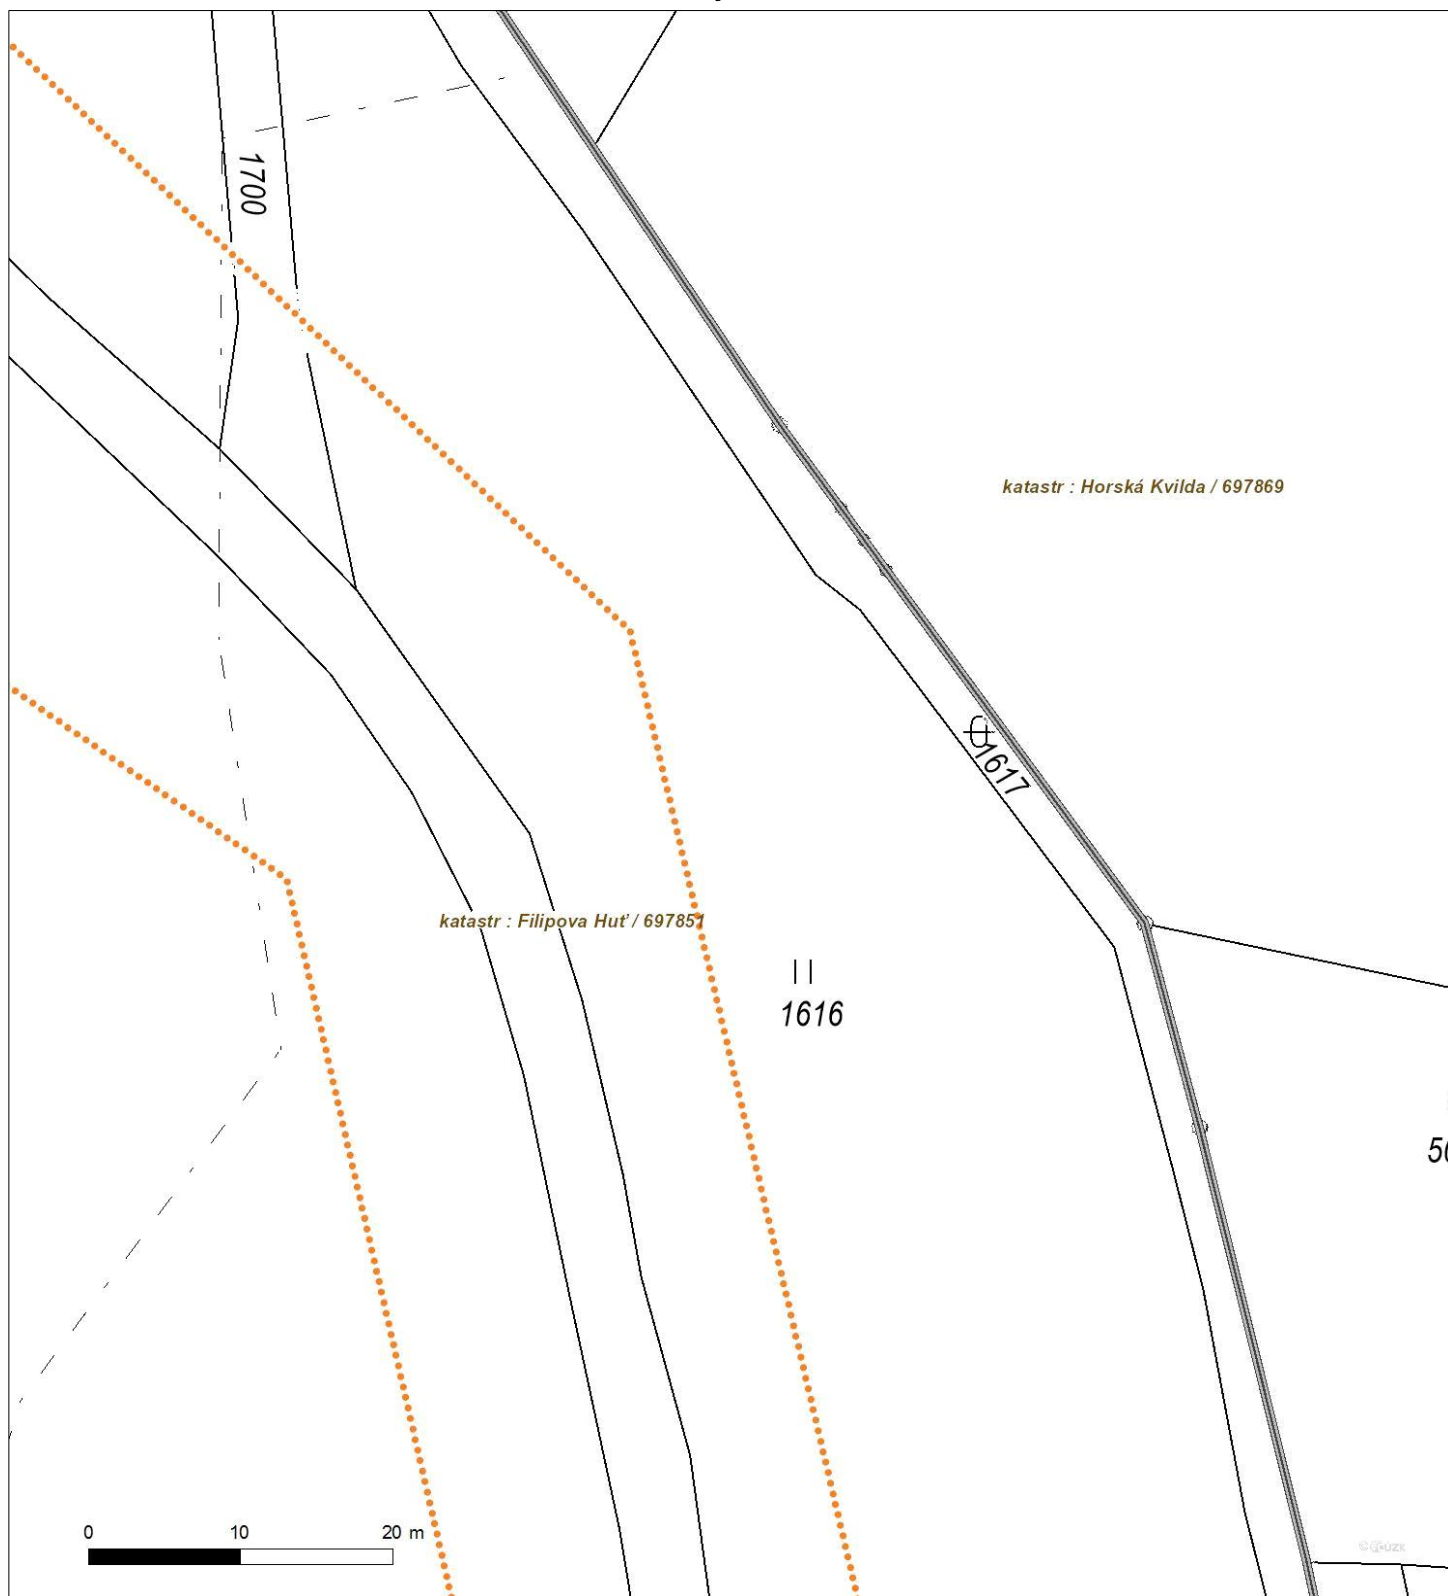 1700
katastr : Horská Kvilda / 697869
1617
katastr : Filipova Huť / 697851
1616
0 10 20 m